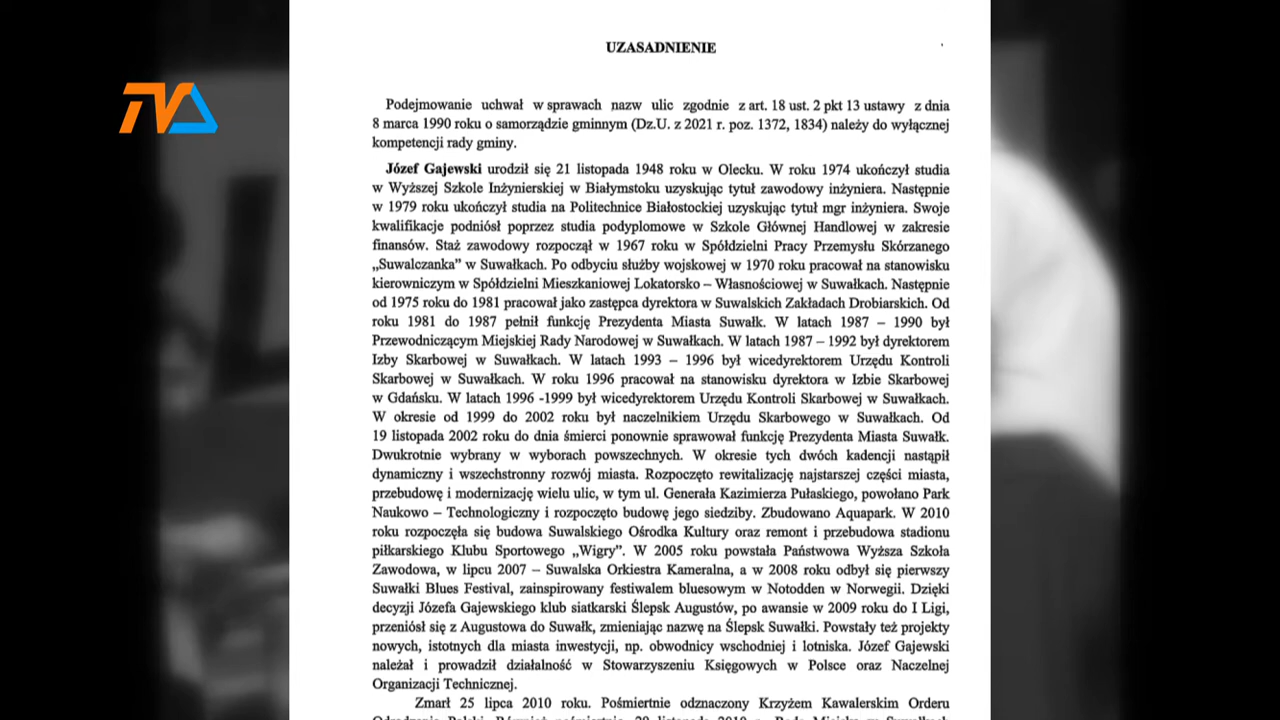 TVA
UZASADNIENIE
Podejmowanie uchwał w sprawach nazw ulic zgodnie z art. 18 ust. 2 pkt 13 ustawy z dnia
8 marca 1990 roku o samorządzie gminnym (Dz.U. z 2021 r. poz. 1372, 1834) należy do wyłącznej
kompetencji rady gminy.
Józef Gajewski urodził się 21 listopada 1948 roku w Olecku. W roku 1974 ukończył studia
w Wyższej Szkole Inżynierskiej w Białymstoku uzyskując tytuł zawodowy inżyniera. Następnie
w 1979 roku ukończył studia na Politechnice Białostockiej uzyskując tytuł mgr inżyniera. Swoje
kwalifikacje podniósł poprzez studia podyplomowe w Szkole Głównej Handlowej w zakresie
finansów. Staż zawodowy rozpoczął w 1967 roku w Spółdzielni Pracy Przemysłu Skórzanego
„Suwalczanka” w Suwałkach. Po odbyciu służby wojskowej w 1970 roku pracował na stanowisku
kierowniczym w Spółdzielni Mieszkaniowej Lokatorsko – Własnościowej w Suwałkach. Następnie
od 1975 roku do 1981 pracował jako zastępca dyrektora w Suwalskich Zakładach Drobiarskich. Od
roku 1981 do 1987 pełnił funkcję Prezydenta Miasta Suwałk. W latach 1987 – 1990 był
Przewodniczącym Miejskiej Rady Narodowej w Suwałkach. W latach 1987 – 1992 był dyrektorem
Izby Skarbowej w Suwałkach. W latach 1993 – 1996 był wicedyrektorem Urzędu Kontroli
Skarbowej w Suwałkach. W roku 1996 pracował na stanowisku dyrektora w Izbie Skarbowej
w Gdańsku. W latach 1996 -1999 był wicedyrektorem Urzędu Kontroli Skarbowej w Suwałkach.
W okresie od 1999 do 2002 roku był naczelnikiem Urzędu Skarbowego w Suwałkach. Od
19 listopada 2002 roku do dnia śmierci ponownie sprawował funkcję Prezydenta Miasta Suwałk.
Dwukrotnie wybrany w wyborach powszechnych. W okresie tych dwóch kadencji nastąpił
dynamiczny i wszechstronny rozwój miasta. Rozpoczęto rewitalizację najstarszej części miasta,
przebudowę i modernizację wielu ulic, w tym ul. Generała Kazimierza Pułaskiego, powołano Park
Naukowo – Technologiczny i rozpoczęto budowę jego siedziby. Zbudowano Aquapark. W 2010
roku rozpoczęła się budowa Suwalskiego Ośrodka Kultury oraz remont i przebudowa stadionu
piłkarskiego Klubu Sportowego „Wigry”. W 2005 roku powstała Państwowa Wyższa Szkoła
Zawodowa, w lipcu 2007 – Suwalska Orkiestra Kameralna, a w 2008 roku odbył się pierwszy
Suwałki Blues Festival, zainspirowany festiwalem bluesowym w Notodden w Norwegii. Dzięki
decyzji Józefa Gajewskiego klub siatkarski Ślepsk Augustów, po awansie w 2009 roku do I Ligi,
przeniósł się z Augustowa do Suwałk, zmieniając nazwę na Ślepsk Suwałki. Powstały też projekty
nowych, istotnych dla miasta inwestycji, np. obwodnicy wschodniej i lotniska. Józef Gajewski
należał i prowadził działalność w Stowarzyszeniu Księgowych w Polsce oraz Naczelnej
Organizacji Technicznej.
Zmarł 25 lipca 2010 roku. Pośmiertnie odznaczony Krzyżem Kawalerskim Orderu